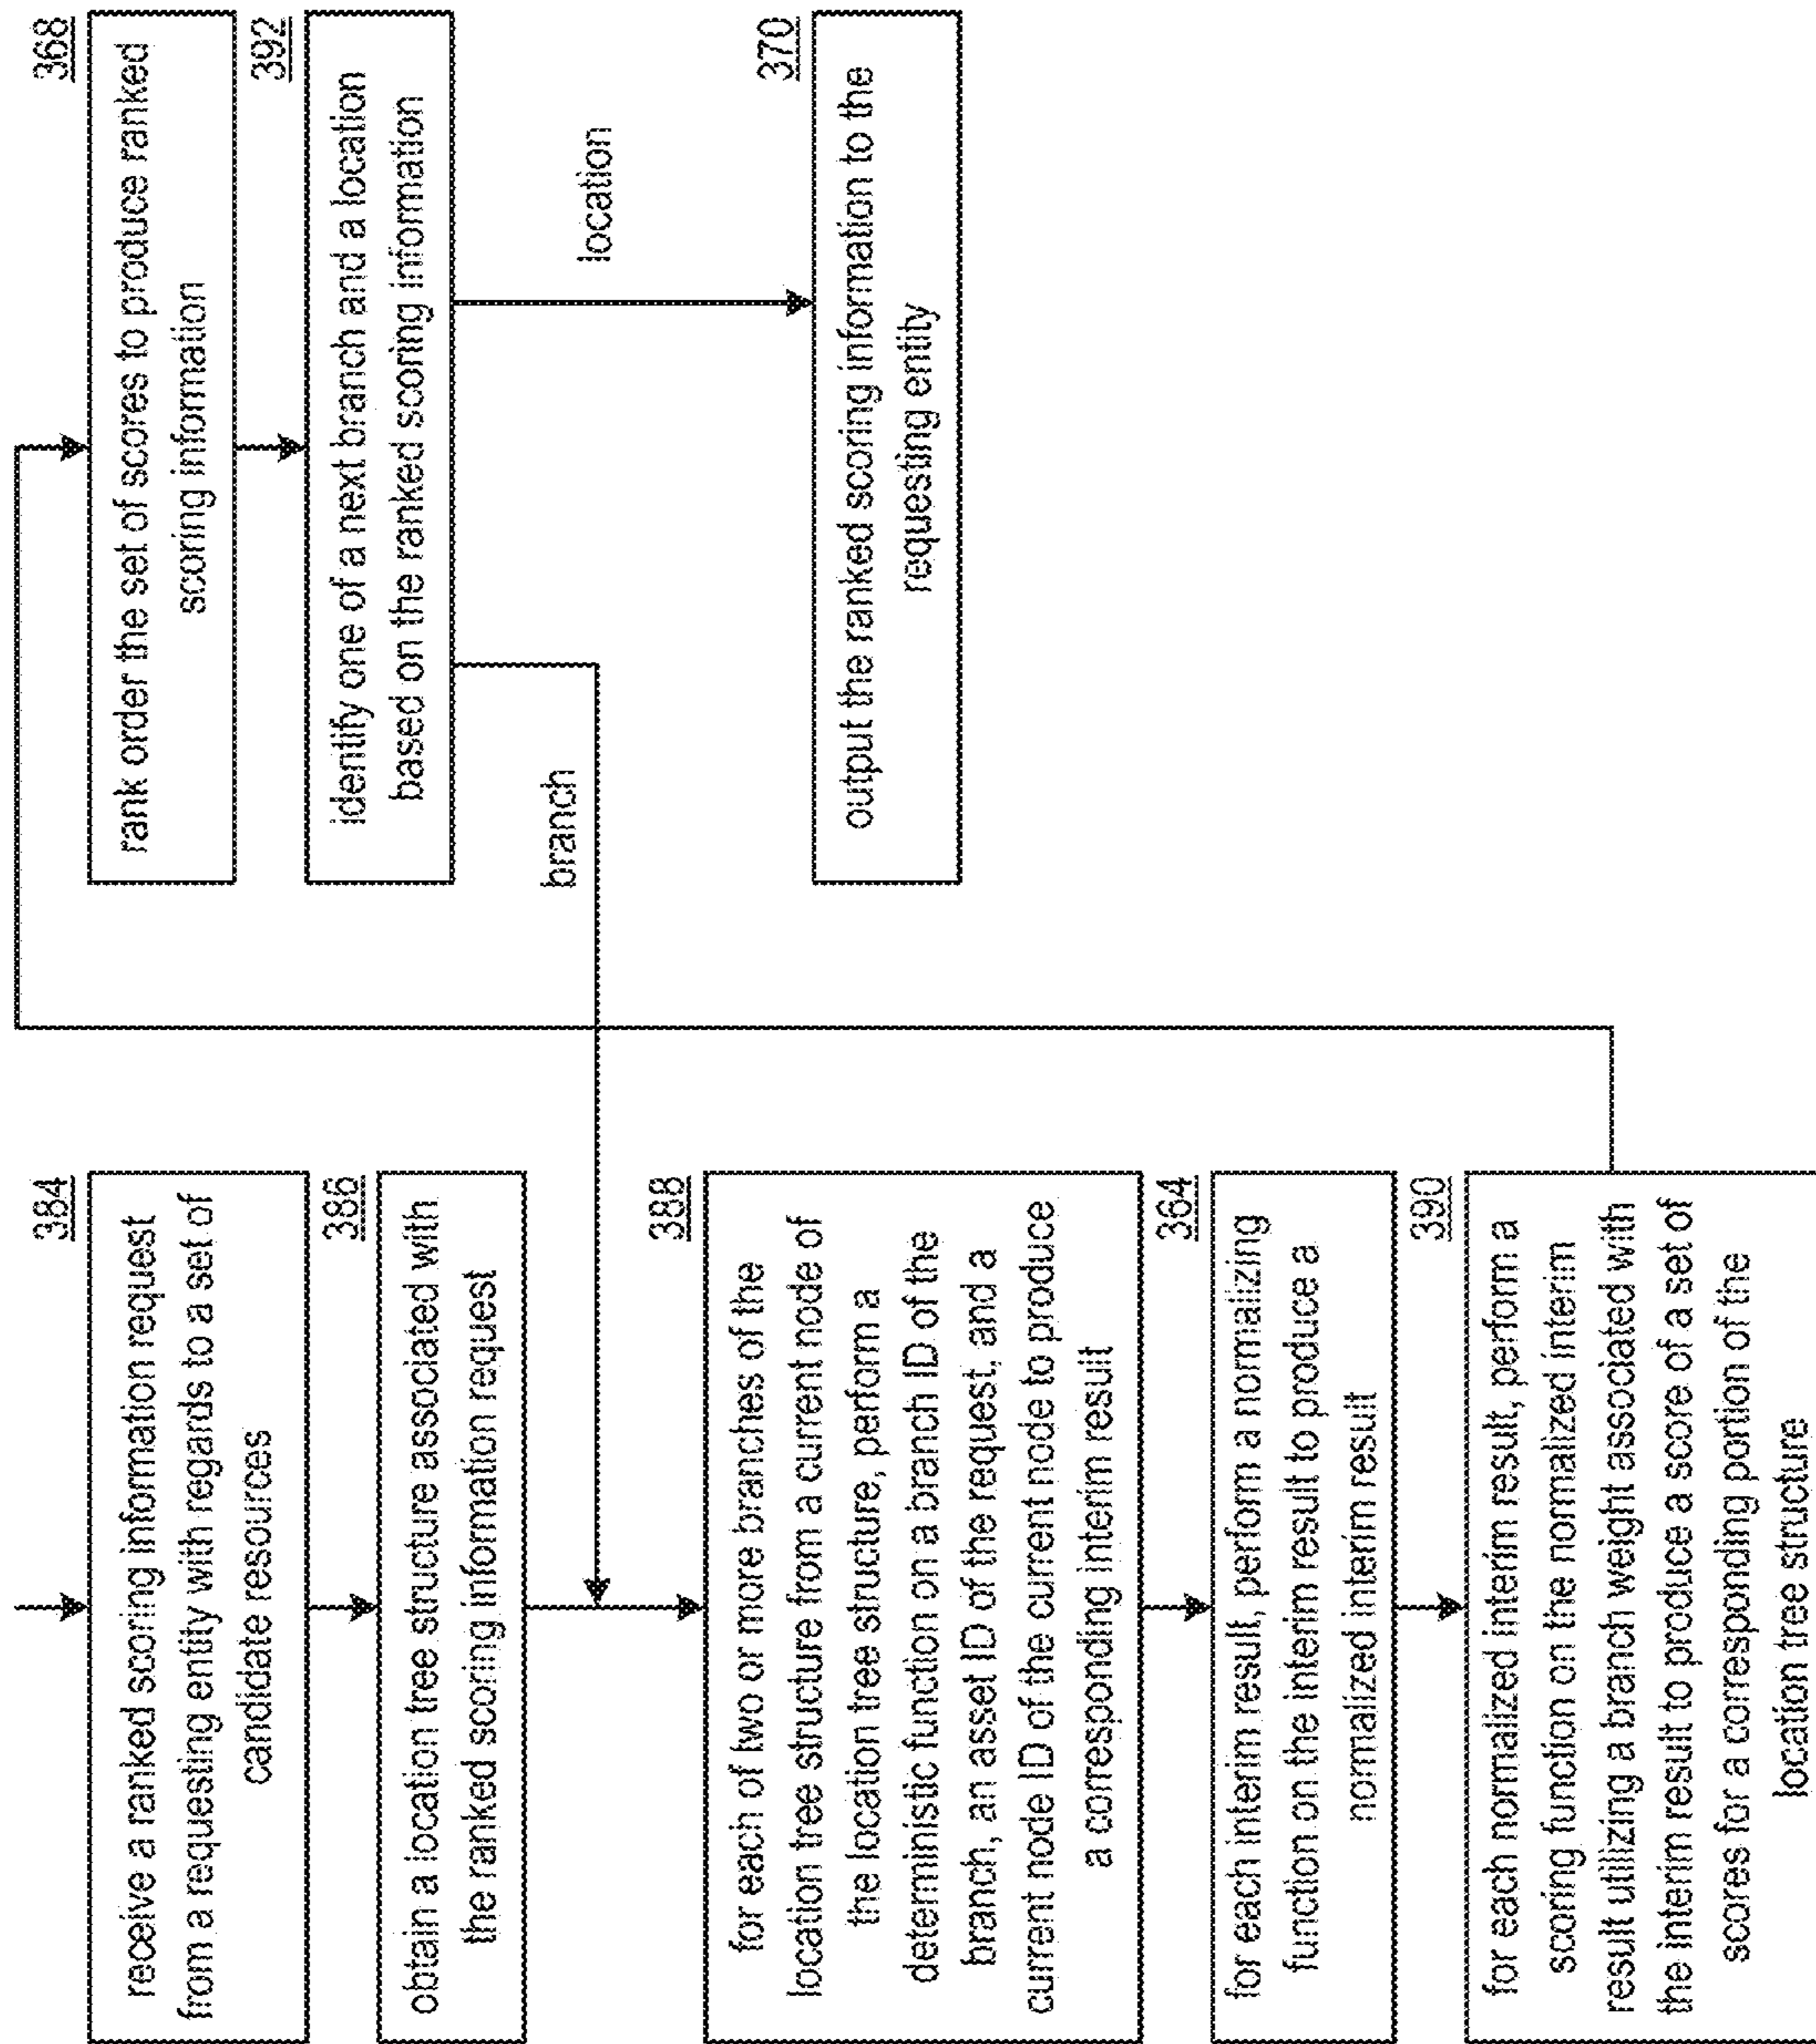 384
receive a ranked scoring information request
from a requesting entity with regards to a set of
candidate resources
386
obtain a location tree structure associated with
the ranked scoring information request
388
for each of two or more branches of the
location tree structure from a current node of
the location tree structure, perform a
deterministic function on a branch ID of the
branch, an asset ID of the request, and a
current node ID of the current node to produce
a corresponding interim result
364
for each interim result, perform a normalizing
function on the interim result to produce a
normalized interim result
390
for each normalized interim result, perform a
scoring function on the normalized interim
result utilizing a branch weight associated with
the interim result to produce a score of a set of
scores for a corresponding portion of the
location tree structure
368
rank order the set of scores to produce ranked
scoring information
392
identify one of a next branch and a location
based on the ranked scoring information
branch
location
370
output the ranked scoring information to the
requesting entity